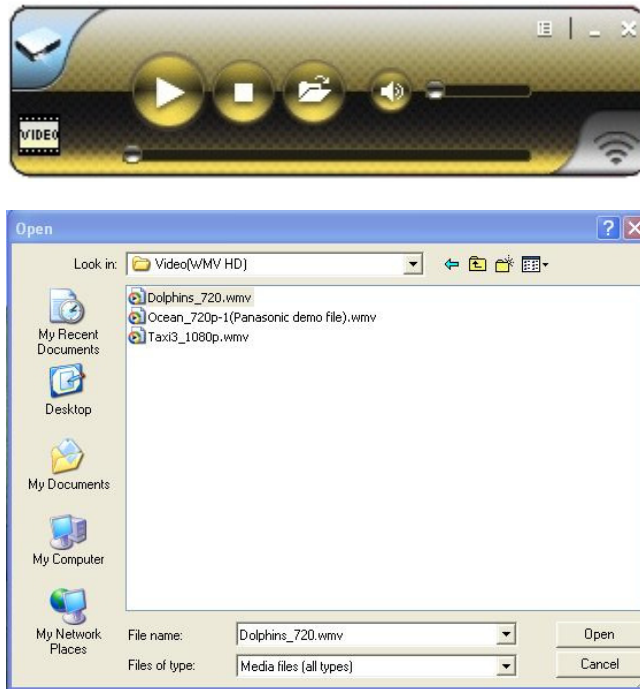 VIDEO
Open
Look in:
Video(WMV HD)
Dolphins_720.wmv
Ocean_720p-1(Panasonic demo file).wmv
Taxi3_1080p.wmv
My Recent
Documents
Desktop
My Documents
My Computer
My Network
Places
File name:
Dolphins_720.wmv
Open
Files of type:
Media files (all types)
Cancel